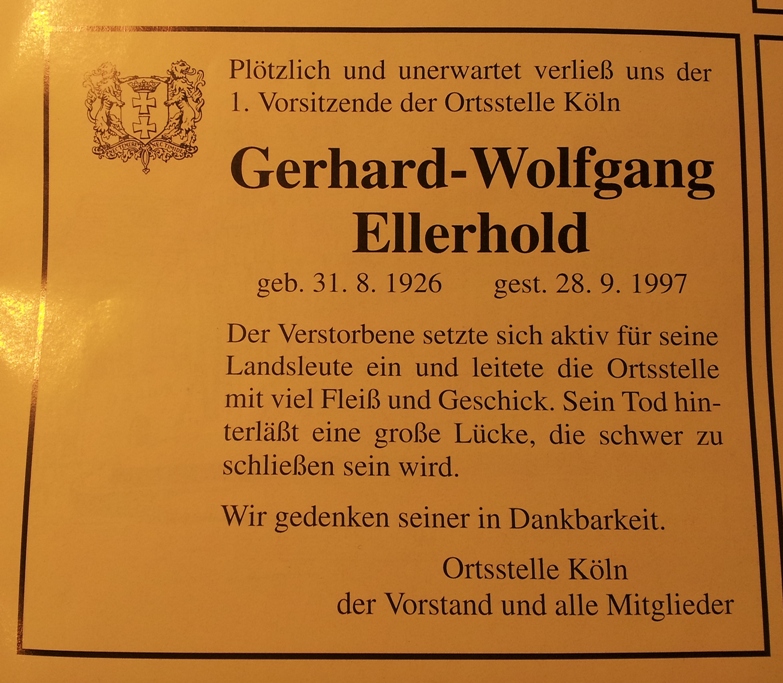 Plötzlich und unerwartet verließ uns der
1. Vorsitzende der Ortsstelle Köln
Gerhard-Wolfgang
Ellerhold
geb. 31. 8. 1926 gest. 28. 9. 1997
Der Verstorbene setzte sich aktiv für seine
Landsleute ein und leitete die Ortsstelle
mit viel Fleiß und Geschick. Sein Tod hin-
terläßt eine große Lücke, die schwer zu
schließen sein wird.
Wir gedenken seiner in Dankbarkeit.
Ortsstelle Köln
der Vorstand und alle Mitglieder